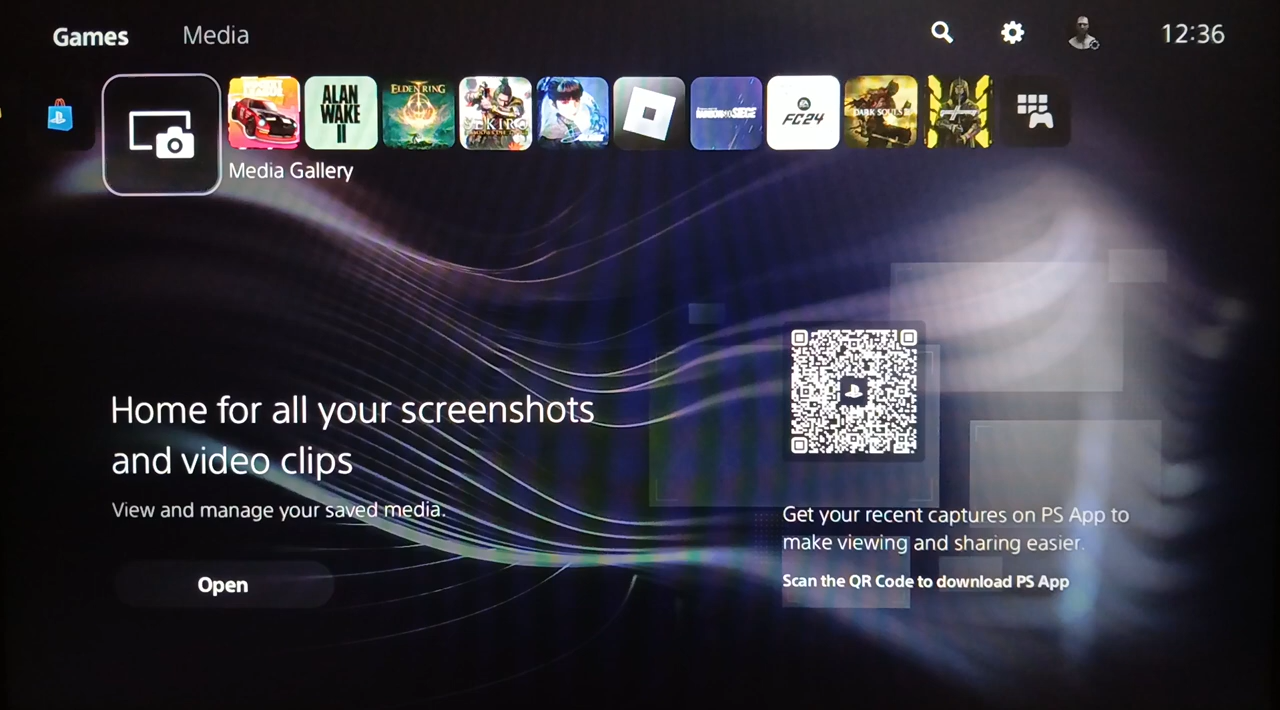 Games Media 12:36
ALAN
WAKE
II
ELDEN RING
SEKIRO
FC24
DARK SOULS
Media Gallery
Home for all your screenshots
and video clips
View and manage your saved media.
Open
Get your recent captures on PS App to
make viewing and sharing easier.
Scan the QR Code to download PS App